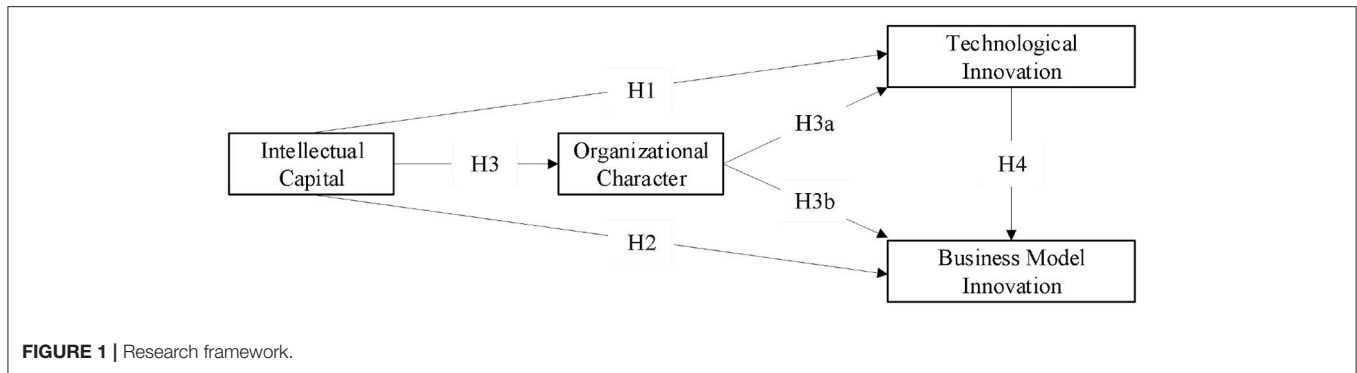 Technological
Innovation
H1
H3a
Intellectual
Capital
H3
Organizational
Character
H4
H3b
H2
Business Model
Innovation
FIGURE 1 | Research framework.